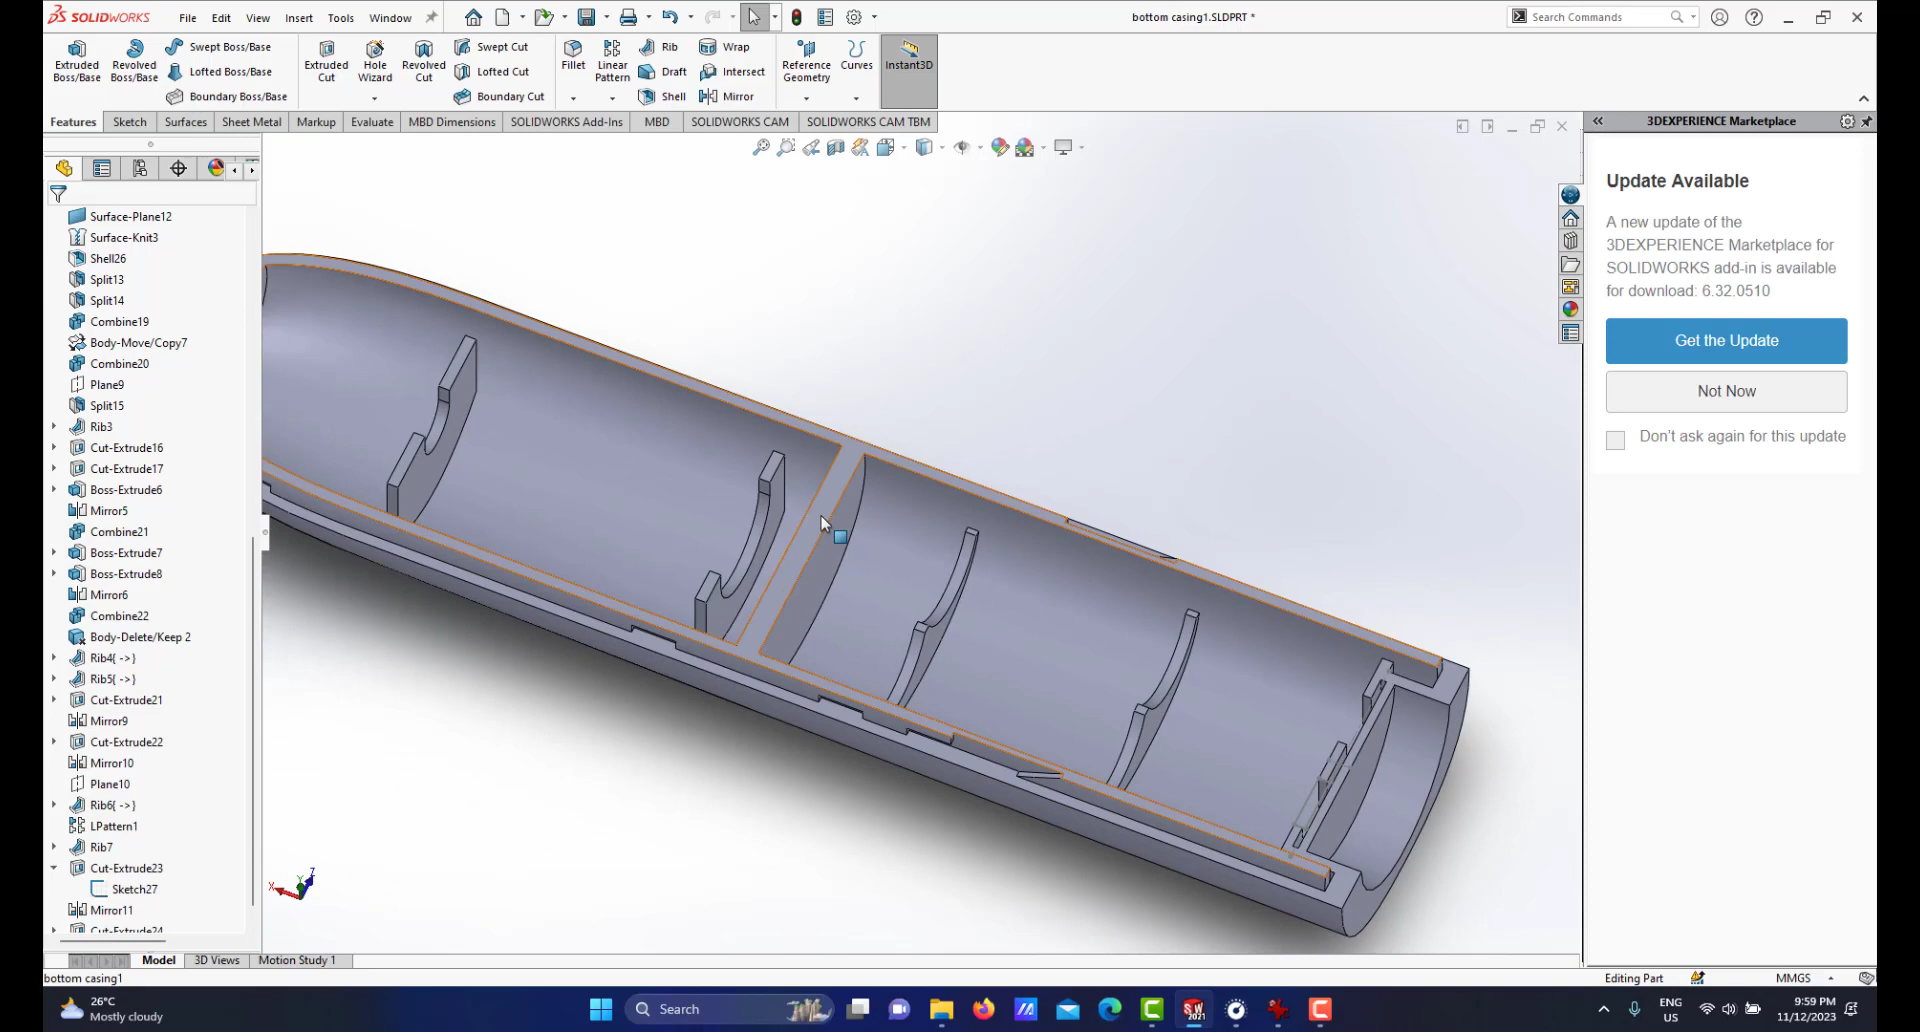 SOLIDWORKS File Edit View Insert Tools Window bottom casing1.SLDPRT * Search Commands
Extruded Boss/Base
Revolved Boss/Base
Swept Boss/Base
Lofted Boss/Base
Boundary Boss/Base
Extruded Cut
Hole Wizard
Revolved Cut
Swept Cut
Lofted Cut
Boundary Cut
Fillet
Linear Pattern
Rib
Draft
Shell
Wrap
Intersect
Mirror
Reference Geometry
Curves
Instant3D
Features Sketch Surfaces Sheet Metal Markup Evaluate MBD Dimensions SOLIDWORKS Add-Ins MBD SOLIDWORKS CAM SOLIDWORKS CAM TBM
Surface-Plane12
Surface-Knit3
Shell26
Split13
Split14
Combine19
Body-Move/Copy7
Combine20
Plane9
Split15
Rib3
Cut-Extrude16
Cut-Extrude17
Boss-Extrude6
Mirror5
Combine21
Boss-Extrude7
Boss-Extrude8
Mirror6
Combine22
Body-Delete/Keep 2
Rib4{ ->}
Rib5{ ->}
Cut-Extrude21
Mirror9
Cut-Extrude22
Mirror10
Plane10
Rib6{ ->}
LPattern1
Rib7
Cut-Extrude23
Sketch27
Mirror11
Cut-Extrude24
X Y Z
3DEXPERIENCE Marketplace
Update Available
A new update of the
3DEXPERIENCE Marketplace for
SOLIDWORKS add-in is available
for download: 6.32.0510
Get the Update
Not Now
Don't ask again for this update
Model 3D Views Motion Study 1
bottom casing1 Editing Part MMGS
26°C
Mostly cloudy
Search
SW
2021
ENG
US
9:59 PM
11/12/2023